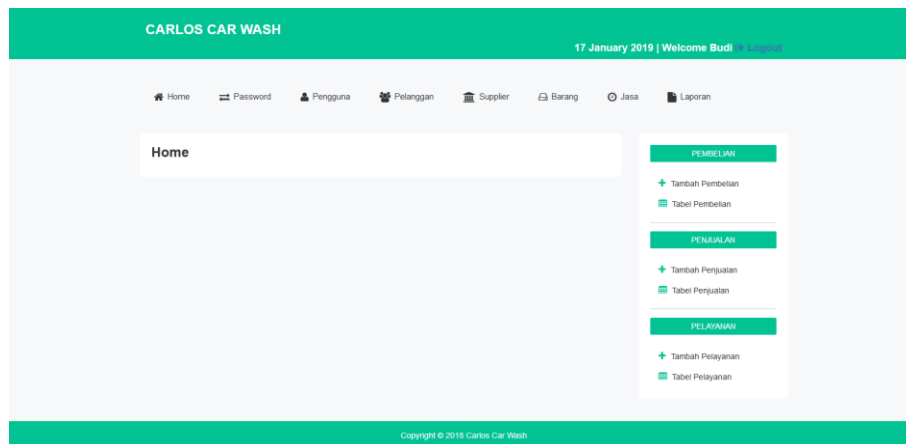 CARLOS CAR WASH
17 January 2019 | Welcome Budi Logout
Home Password Pengguna Pelanggan Supplier Barang Jasa Laporan
Home
PEMBELIAN
Tambah Pembelian
Tabel Pembelian
PENJUALAN
Tambah Penjualan
Tabel Penjualan
PELAYANAN
Tambah Pelayanan
Tabel Pelayanan
Copyright © 2018 Carlos Car Wash